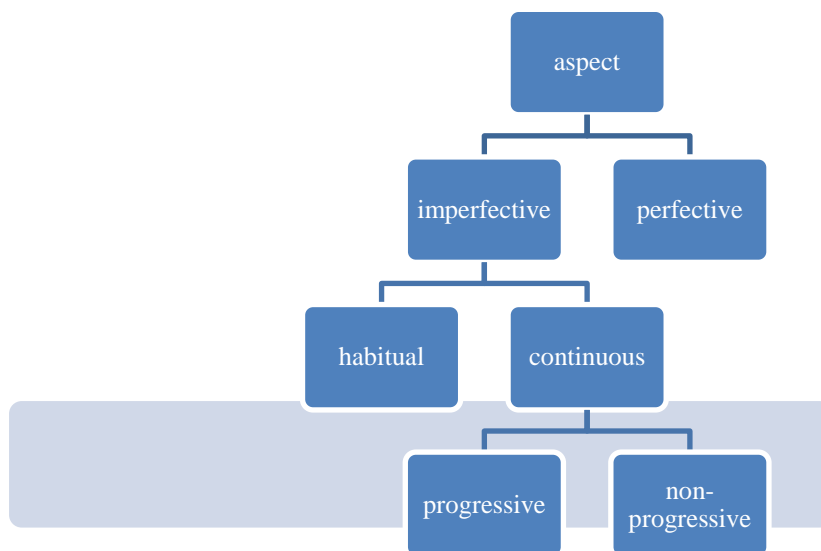 aspect
imperfective
perfective
habitual
continuous
progressive
non-
progressive